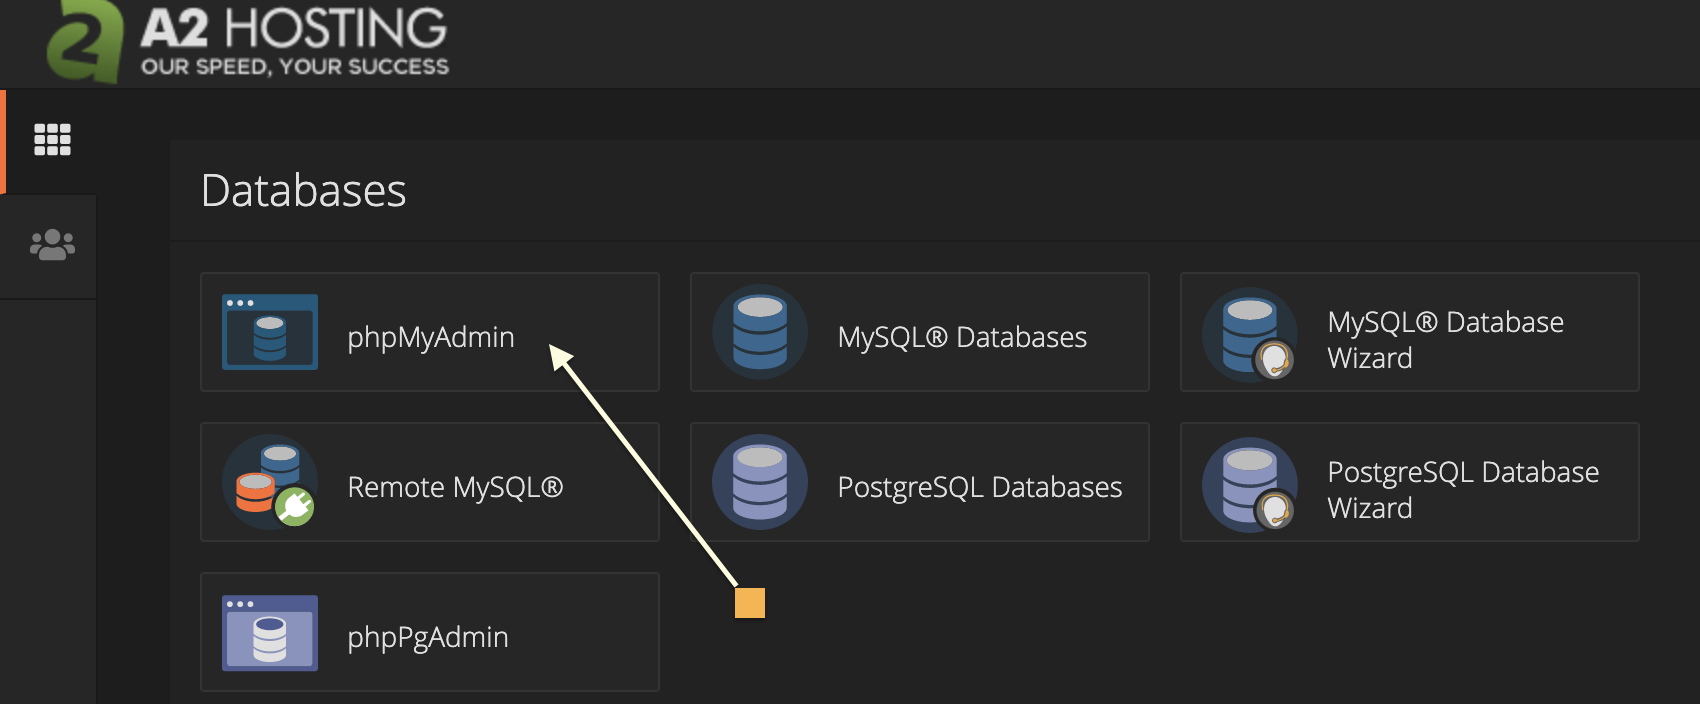 A2 HOSTING
OUR SPEED, YOUR SUCCESS
Databases
phpMyAdmin
MySQL® Databases
MySQL® Database
Wizard
Remote MySQL®
PostgreSQL Databases
PostgreSQL Database
Wizard
phpPgAdmin